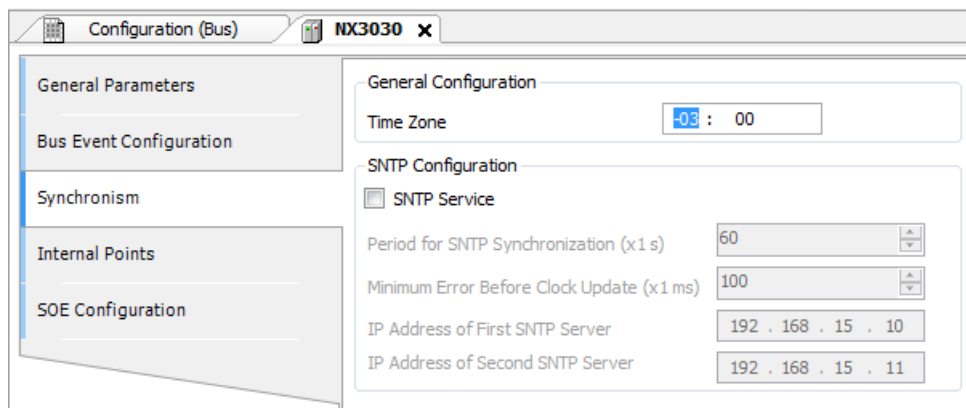 Configuration (Bus) NX3030 x
General Parameters
Bus Event Configuration
Synchronism
Internal Points
SOE Configuration
General Configuration
Time Zone -03 : 00
SNTP Configuration
SNTP Service
Period for SNTP Synchronization (x1 s) 60
Minimum Error Before Clock Update (x1 ms) 100
IP Address of First SNTP Server 192 . 168 . 15 . 10
IP Address of Second SNTP Server 192 . 168 . 15 . 11